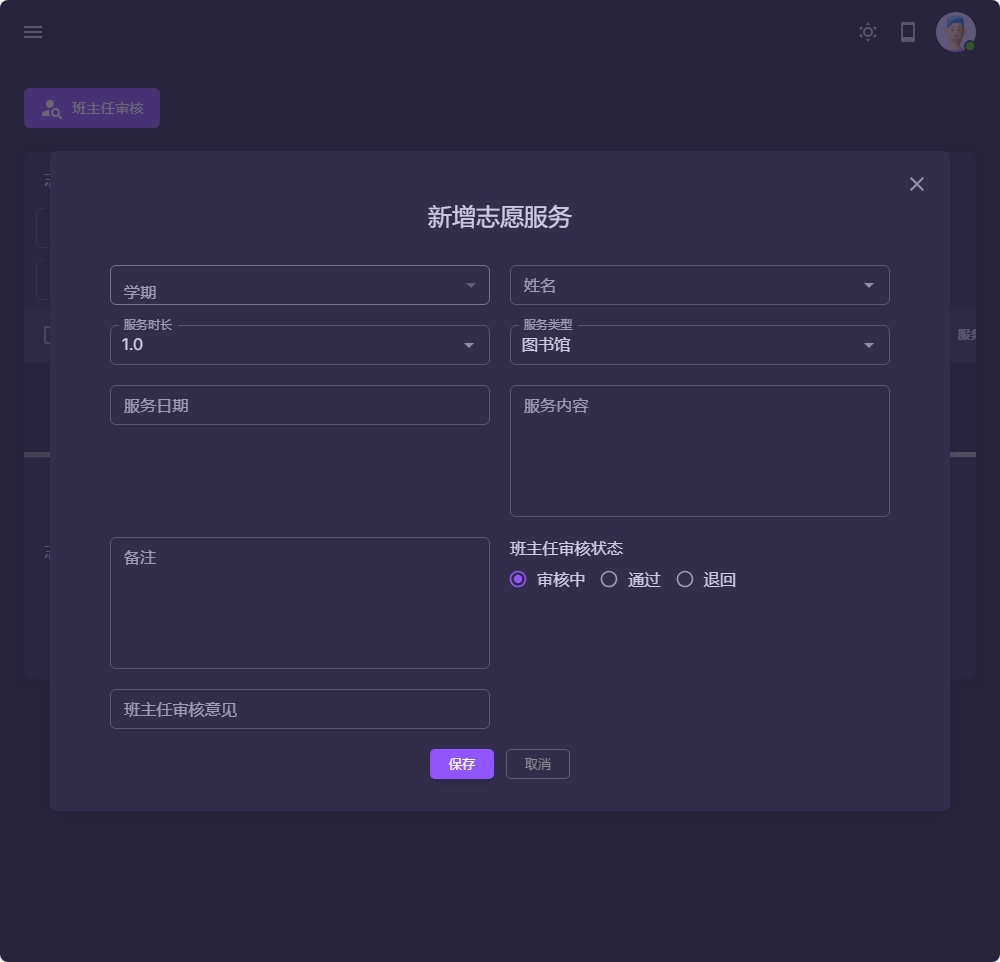 班主任审核
新增志愿服务
学期
姓名
服务时长
1.0
服务类型
图书馆
服务日期
服务内容
备注
班主任审核状态
审核中
通过
退回
班主任审核意见
保存
取消